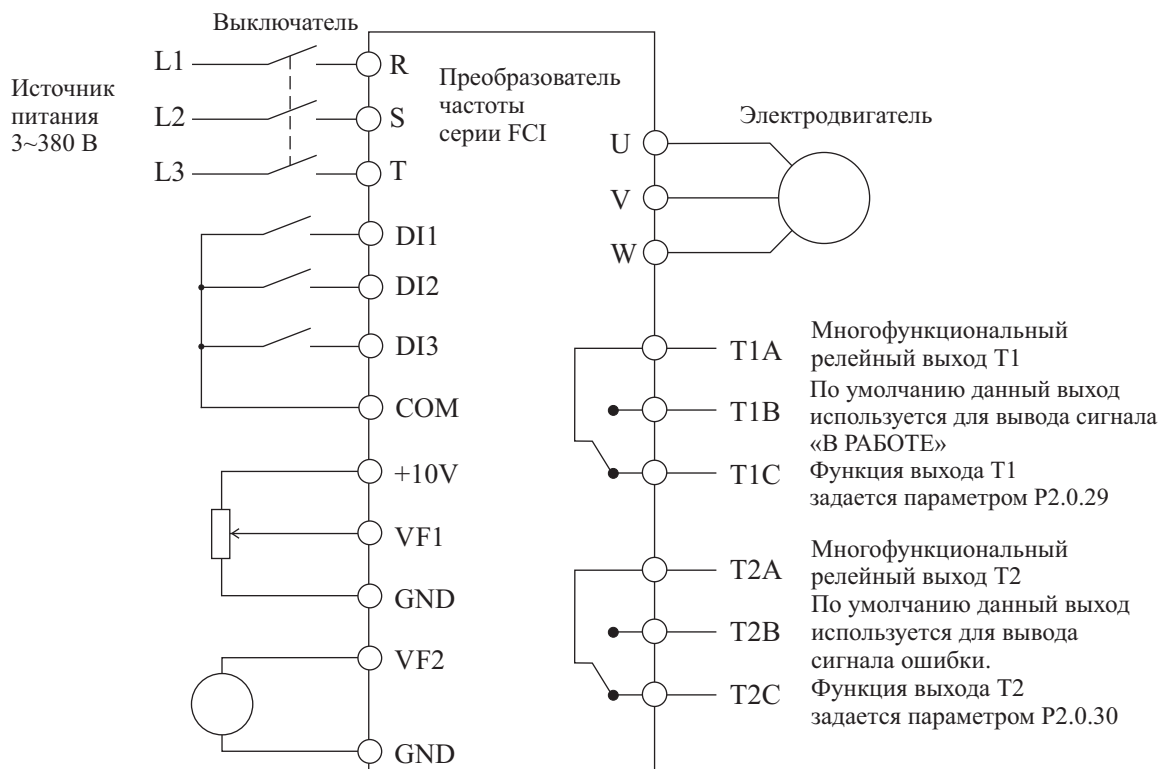 Выключатель
L1
R
Источник
питания
3~380 В
L2
S
L3
T
Преобразователь
частоты
серии FCI
Электродвигатель
U
V
W
DI1
DI2
DI3
COM
+10V
VF1
GND
VF2
GND
T1A
Многофункциональный
релейный выход T1
T1B
По умолчанию данный выход
используется для вывода сигнала
«В РАБОТЕ»
T1C
Функция выхода T1
задается параметром P2.0.29
T2A
Многофункциональный
релейный выход T2
T2B
По умолчанию данный выход
используется для вывода
сигнала ошибки.
T2C
Функция выхода T2
задается параметром P2.0.30